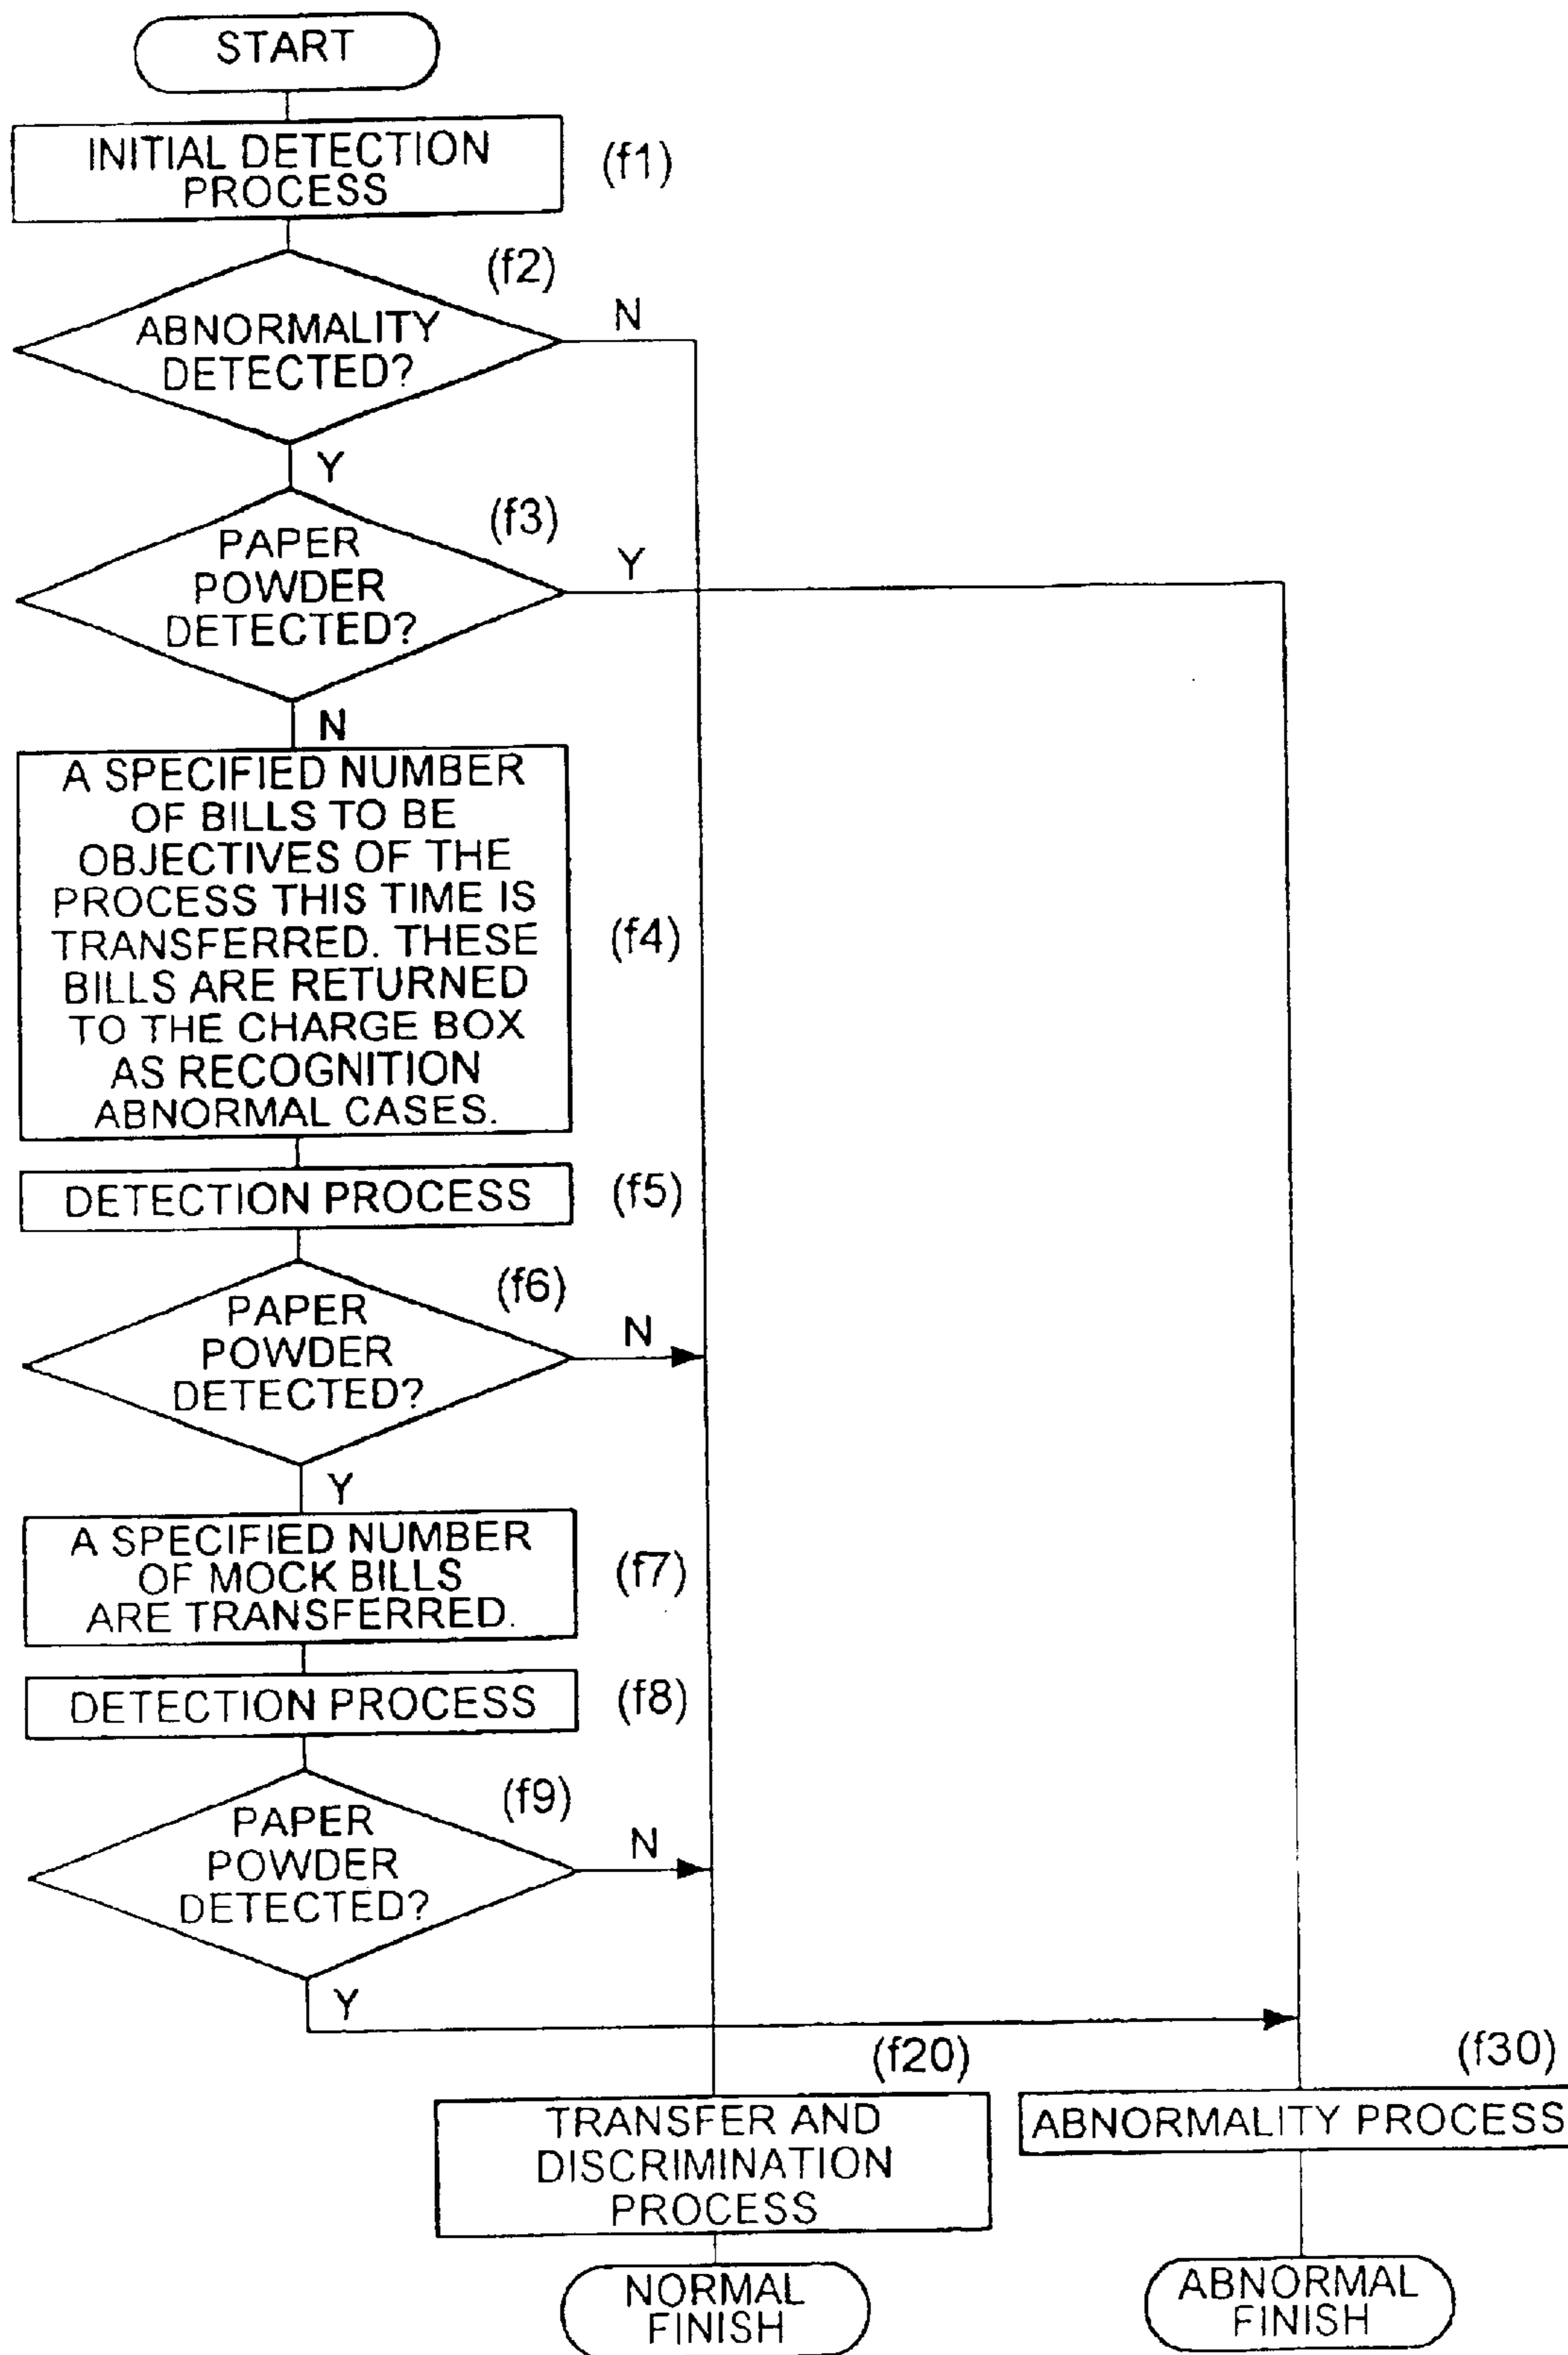 START
INITIAL DETECTION
PROCESS
(f1)
(f2)
ABNORMALITY
DETECTED?
N
Y
(f3)
PAPER
POWDER
DETECTED?
Y
N
A SPECIFIED NUMBER
OF BILLS TO BE
OBJECTIVES OF THE
PROCESS THIS TIME IS
TRANSFERRED. THESE
BILLS ARE RETURNED
TO THE CHARGE BOX
AS RECOGNITION
ABNORMAL CASES.
(f4)
DETECTION PROCESS
(f5)
(f6)
PAPER
POWDER
DETECTED?
N
Y
A SPECIFIED NUMBER
OF MOCK BILLS
ARE TRANSFERRED.
(f7)
DETECTION PROCESS
(f8)
(f9)
PAPER
POWDER
DETECTED?
N
Y
(f20)
TRANSFER AND
DISCRIMINATION
PROCESS
(f30)
ABNORMALITY PROCESS
NORMAL
FINISH
ABNORMAL
FINISH